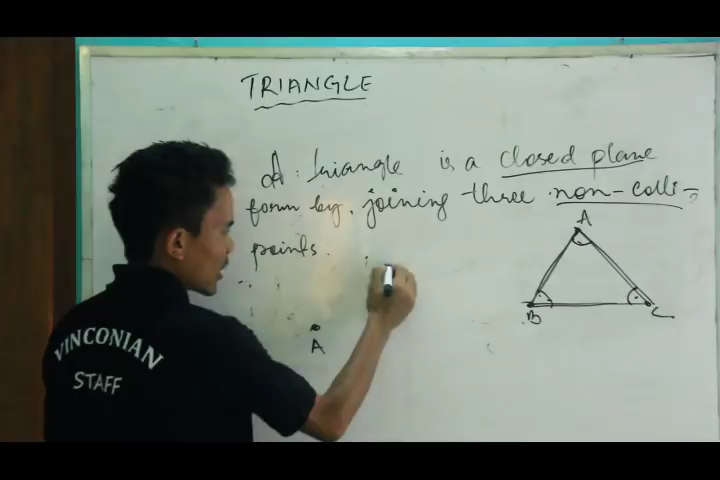 TRIANGLE
A triangle is a closed plane
form by joining three non-colli-
points.
A
B
C
A
VINCONIAN
STAFF